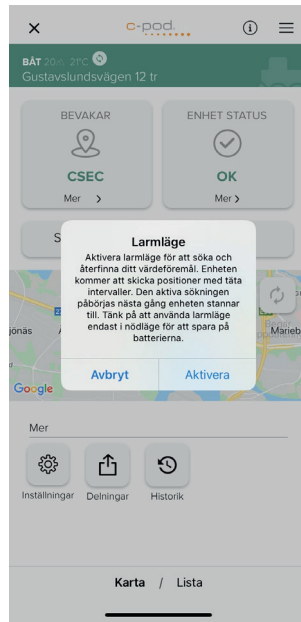 c-pod.
BÅT 20% 21°C
Gustavslundsvägen 12 tr
BEVAKAR
ENHET STATUS
CSEC
OK
Mer
Mer
S
Larmläge
Aktivera larmläge för att söka och
återfinna ditt värdeföremål. Enheten
kommer att skicka positioner med täta
intervaller. Den aktiva sökningen
påbörjas nästa gång enheten stannar
till. Tänk på att använda larmläge
endast i nödläge för att spara på
batterierna.
Avbryt
Aktivera
jönäs
Marieb
Google
Mer
Inställningar
Delningar
Historik
Karta / Lista